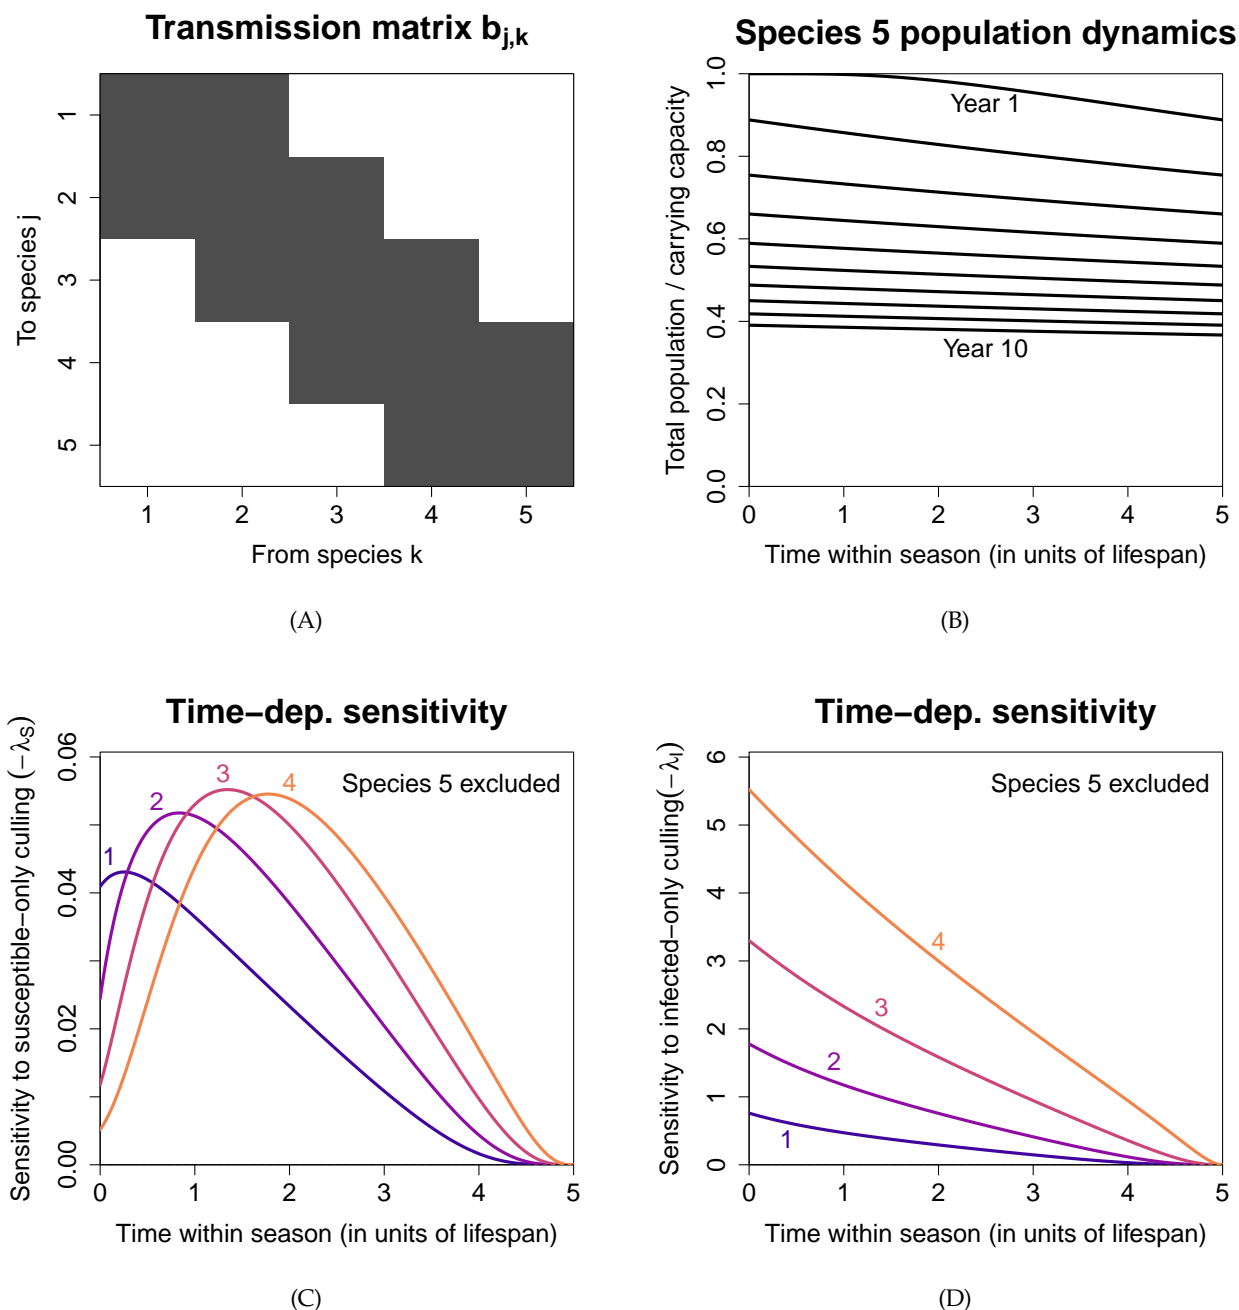 Transmission matrix b_{j,k}
To species j
1
2
3
4
5
1 2 3 4 5
From species k
(A)
Species 5 population dynamics
Total population / carrying capacity
1.0
0.8
0.6
0.4
0.2
0.0
Year 1
Year 10
0 1 2 3 4 5
Time within season (in units of lifespan)
(B)
Time−dep. sensitivity
Sensitivity to susceptible−only culling (−λ_S)
0.06
0.04
0.02
0.00
Species 5 excluded
1
2
3
4
0 1 2 3 4 5
Time within season (in units of lifespan)
(C)
Time−dep. sensitivity
Sensitivity to infected−only culling(−λ_I)
6
5
4
3
2
1
0
Species 5 excluded
4
3
2
1
0 1 2 3 4 5
Time within season (in units of lifespan)
(D)